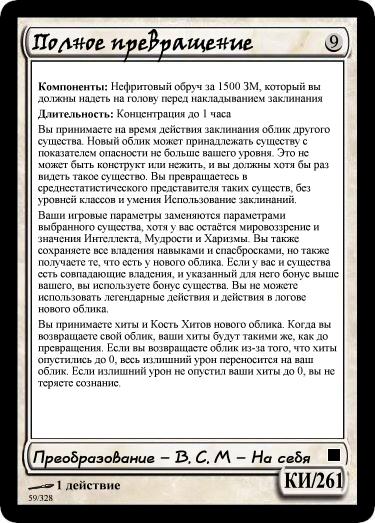 Полное превращение
9
Компоненты: Нефритовый обруч за 1500 ЗМ, который вы
должны надеть на голову перед накладыванием заклинания
Длительность: Концентрация до 1 часа
Вы принимаете на время действия заклинания облик другого
существа. Новый облик может принадлежать существу с
показателем опасности не больше вашего уровня. Это не
может быть конструкт или нежить, и вы должны хотя бы раз
видеть такое существо. Вы превращаетесь в
среднестатистического представителя таких существ, без
уровней классов и умения Использование заклинаний.
Ваши игровые параметры заменяются параметрами
выбранного существа, хотя у вас остаётся мировоззрение и
значения Интеллекта, Мудрости и Харизмы. Вы также
сохраняете все владения навыками и спасбросками, но также
получаете те, что есть у нового облика. Если у вас и существа
есть совпадающие владения, и указанный для него бонус выше
вашего, вы используете бонус существа. Вы не можете
использовать легендарные действия и действия в логове
нового облика.
Вы принимаете хиты и Кость Хитов нового облика. Когда вы
возвращаете свой облик, ваши хиты будут такими же, как до
превращения. Если вы возвращаете облик из-за того, что хиты
опустились до 0, весь излишний урон переносится на ваш
облик. Если излишний урон не опустил ваши хиты до 0, вы не
теряете сознание.
Преобразование – В, С, М – На себя
КИ/261
1 действие
59/328